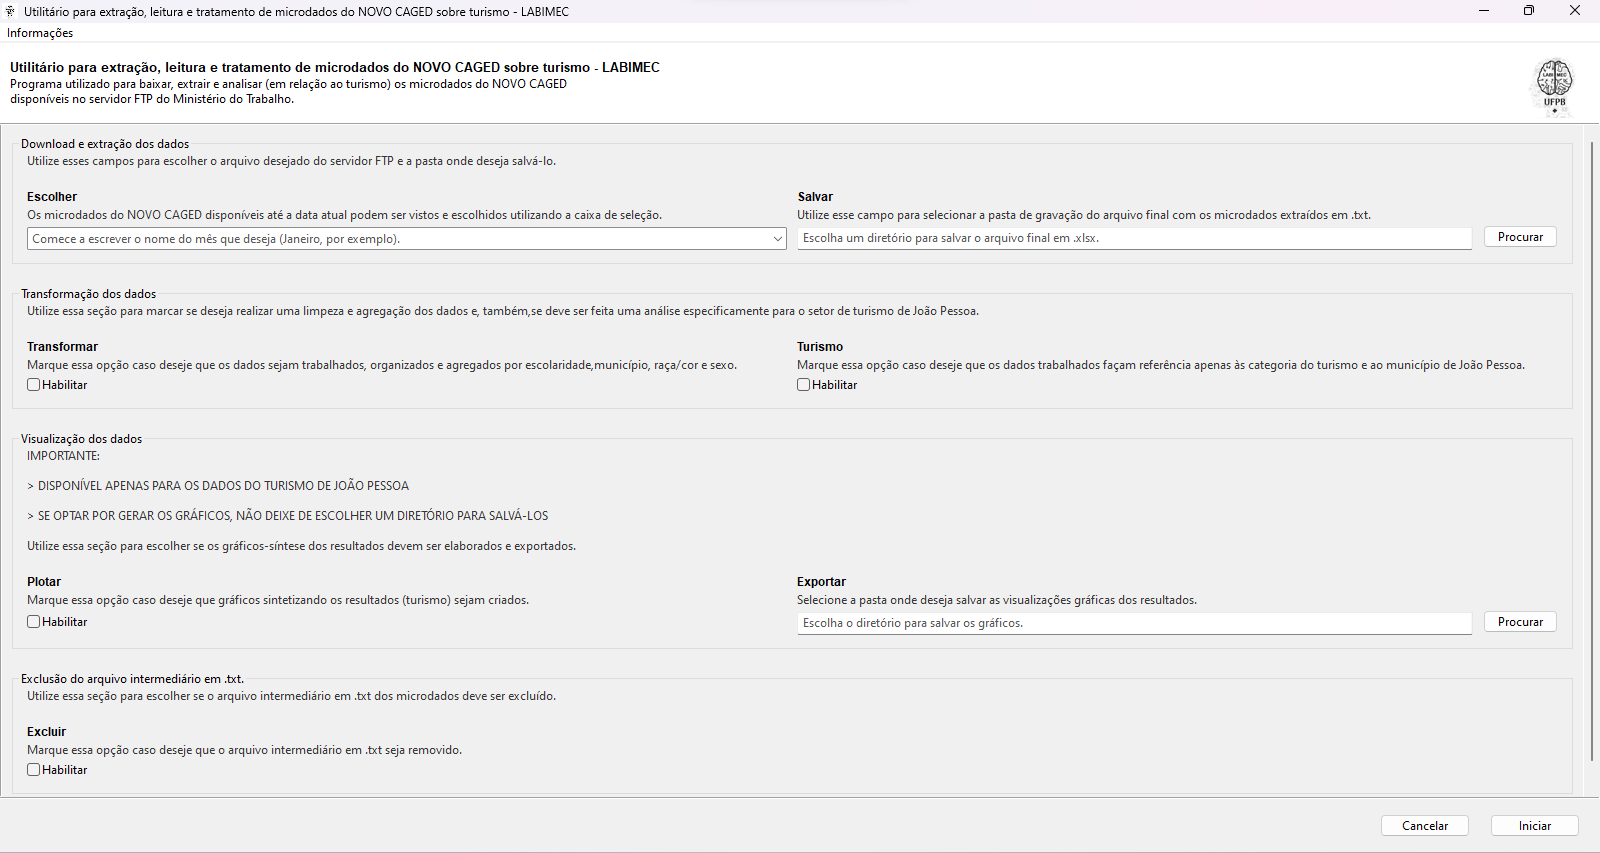 Utilitário para extração, leitura e tratamento de microdados do NOVO CAGED sobre turismo - LABIMEC
Informações
Utilitário para extração, leitura e tratamento de microdados do NOVO CAGED sobre turismo - LABIMEC
Programa utilizado para baixar, extrair e analisar (em relação ao turismo) os microdados do NOVO CAGED
disponíveis no servidor FTP do Ministério do Trabalho.
LABIMEC
UFPB
Download e extração dos dados
Utilize esses campos para escolher o arquivo desejado do servidor FTP e a pasta onde deseja salvá-lo.
Escolher
Os microdados do NOVO CAGED disponíveis até a data atual podem ser vistos e escolhidos utilizando a caixa de seleção.
Comece a escrever o nome do mês que deseja (Janeiro, por exemplo).
Salvar
Utilize esse campo para selecionar a pasta de gravação do arquivo final com os microdados extraídos em .txt.
Escolha um diretório para salvar o arquivo final em .xlsx.
Procurar
Transformação dos dados
Utilize essa seção para marcar se deseja realizar uma limpeza e agregação dos dados e, também,se deve ser feita uma análise especificamente para o setor de turismo de João Pessoa.
Transformar
Marque essa opção caso deseje que os dados sejam trabalhados, organizados e agregados por escolaridade,município, raça/cor e sexo.
Habilitar
Turismo
Marque essa opção caso deseje que os dados trabalhados façam referência apenas às categoria do turismo e ao município de João Pessoa.
Habilitar
Visualização dos dados
IMPORTANTE:
> DISPONÍVEL APENAS PARA OS DADOS DO TURISMO DE JOÃO PESSOA
> SE OPTAR POR GERAR OS GRÁFICOS, NÃO DEIXE DE ESCOLHER UM DIRETÓRIO PARA SALVÁ-LOS
Utilize essa seção para escolher se os gráficos-síntese dos resultados devem ser elaborados e exportados.
Plotar
Marque essa opção caso deseje que gráficos sintetizando os resultados (turismo) sejam criados.
Habilitar
Exportar
Selecione a pasta onde deseja salvar as visualizações gráficas dos resultados.
Escolha o diretório para salvar os gráficos.
Procurar
Exclusão do arquivo intermediário em .txt.
Utilize essa seção para escolher se o arquivo intermediário em .txt dos microdados deve ser excluído.
Excluir
Marque essa opção caso deseje que o arquivo intermediário em .txt seja removido.
Habilitar
Cancelar
Iniciar